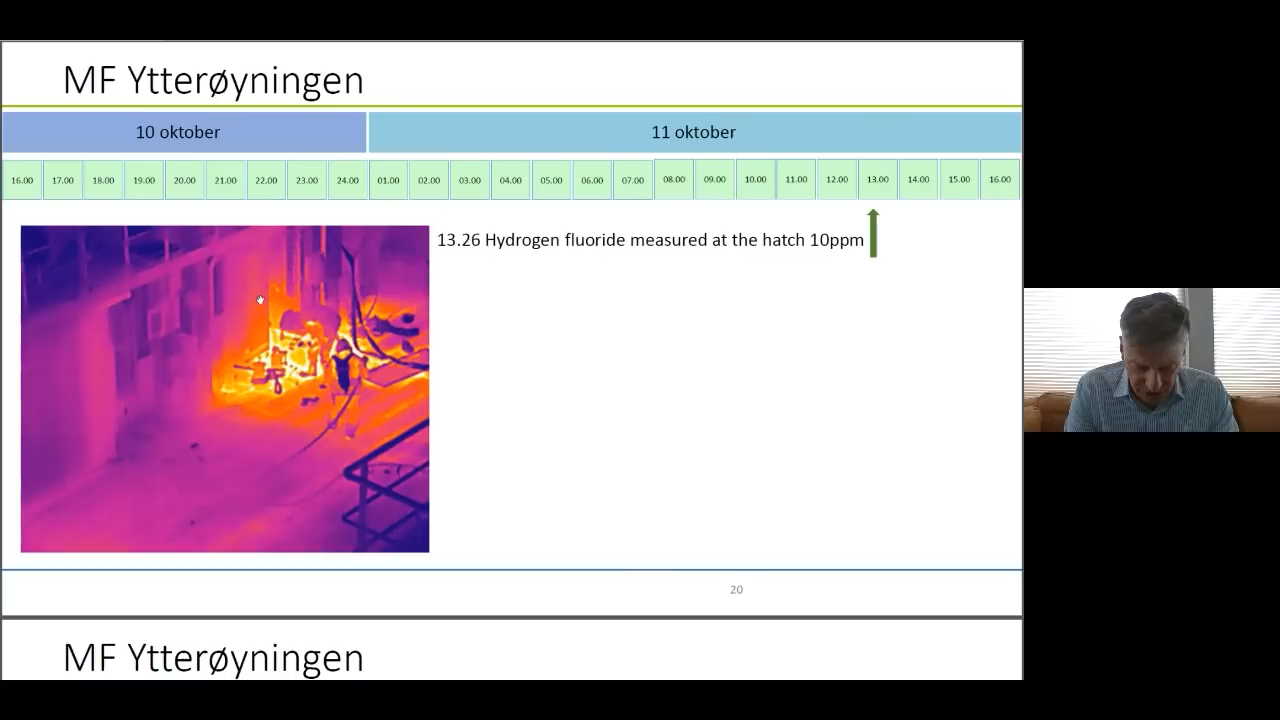 MF Ytterøyningen
10 oktober 11 oktober
16.00 17.00 18.00 19.00 20.00 21.00 22.00 23.00 24.00 01.00 02.00 03.00 04.00 05.00 06.00 07.00 08.00 09.00 10.00 11.00 12.00 13.00 14.00 15.00 16.00
13.26 Hydrogen fluoride measured at the hatch 10ppm
20
MF Ytterøyningen